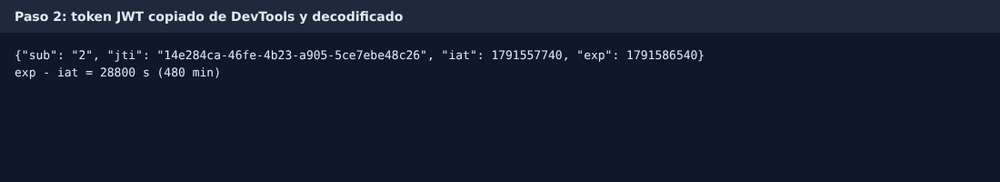 Paso 2: token JWT copiado de DevTools y decodificado
{"sub": "2", "jti": "14e284ca-46fe-4b23-a905-5ce7ebe48c26", "iat": 1791557740, "exp": 1791586540}
exp - iat = 28800 s (480 min)